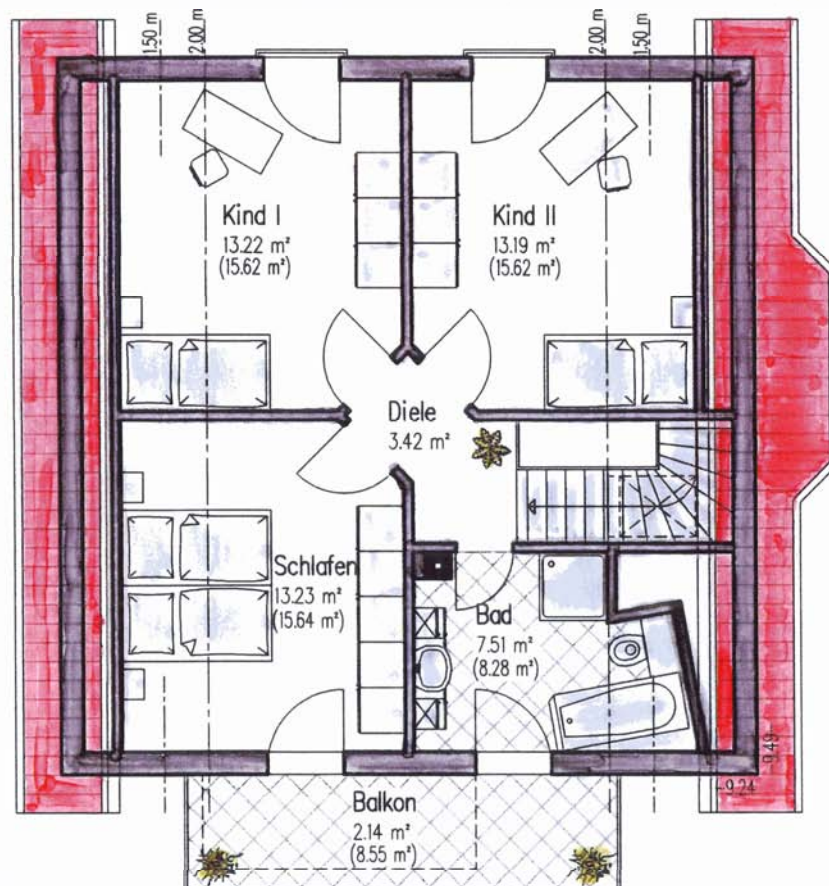 1.50 m
2.00 m
2.00 m
1.50 m
Kind I
13.22 m²
(15.62 m²)
Kind II
13.19 m²
(15.62 m²)
Diele
3.42 m²
Schlafen
13.23 m²
(15.64 m²)
Bad
7.51 m²
(8.28 m²)
9.49
9.24
Balkon
2.14 m²
(8.55 m²)